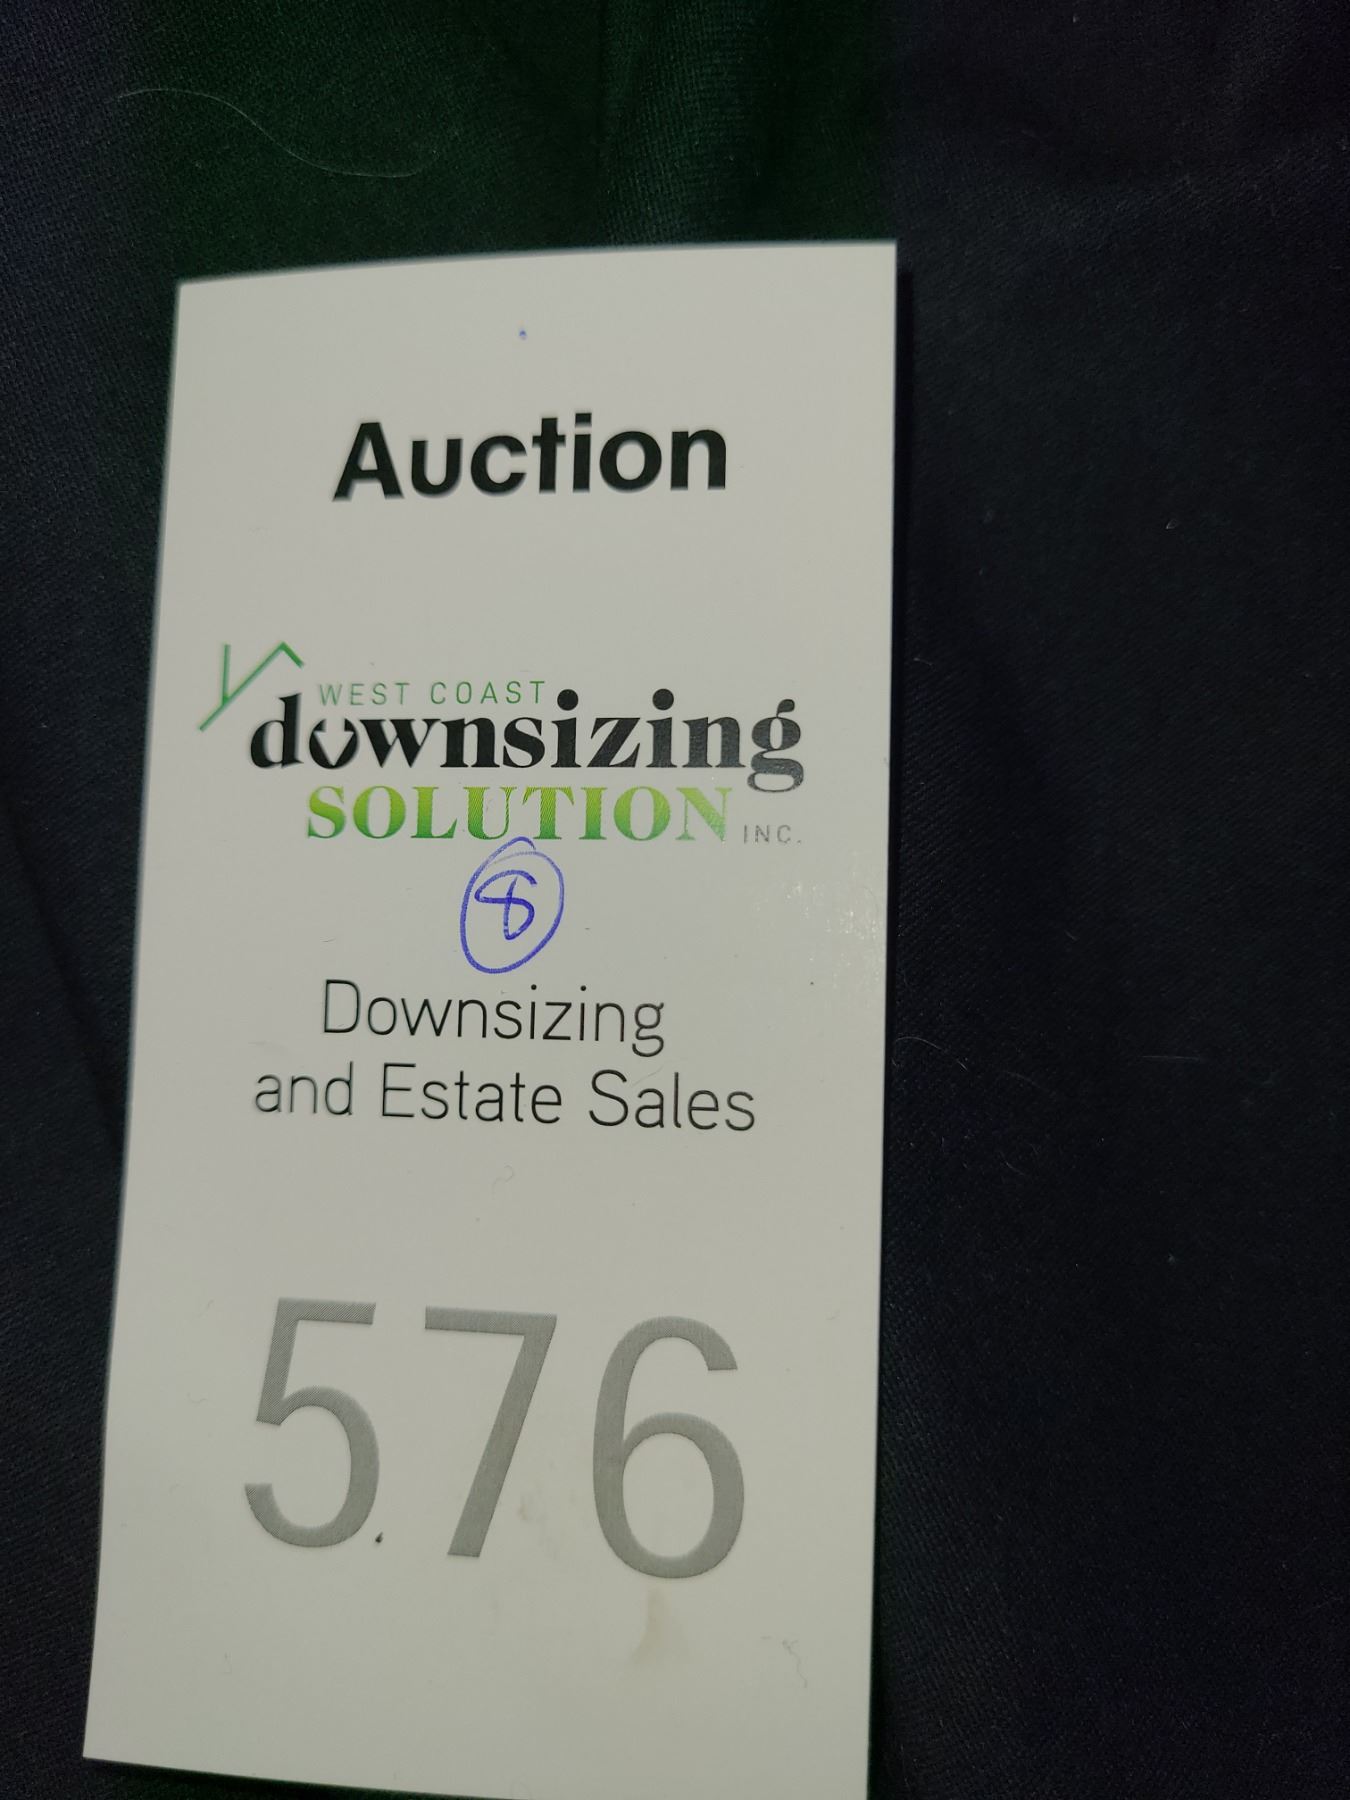 Auction
WEST COAST
downsizing
SOLUTION INC.
8
Downsizing
and Estate Sales
576